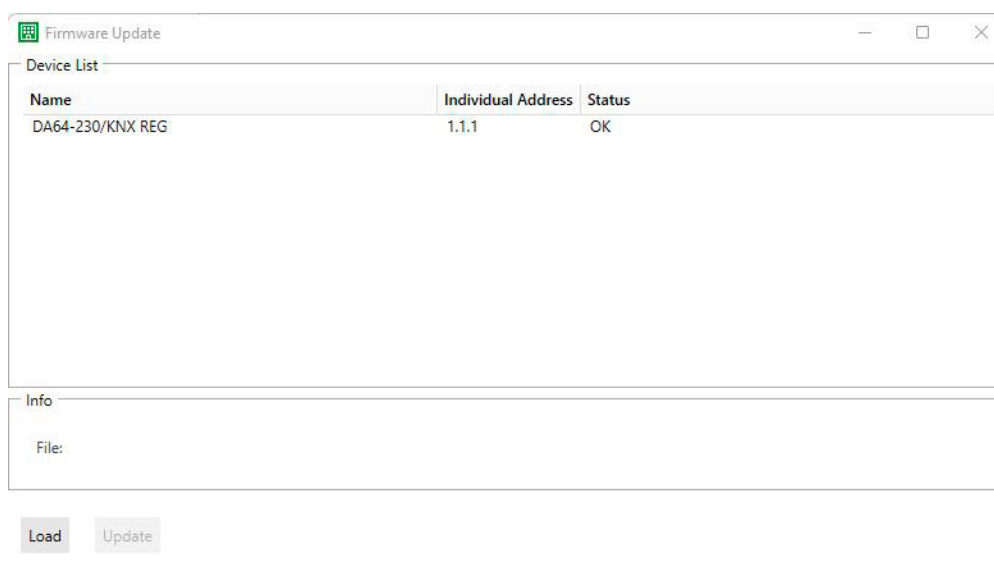 Firmware Update
Device List
Name Individual Address Status
DA64-230/KNX REG 1.1.1 OK
Info
File:
Load Update